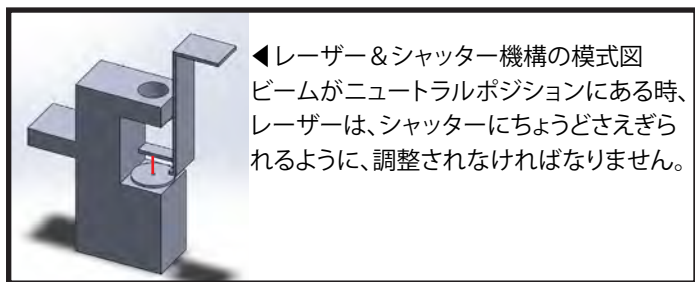 ◀レーザー＆シャッター機構の模式図
ビームがニュートラルポジションにある時、
レーザーは、シャッターにちょうどさえぎら
れるように、調整されなければなりません。